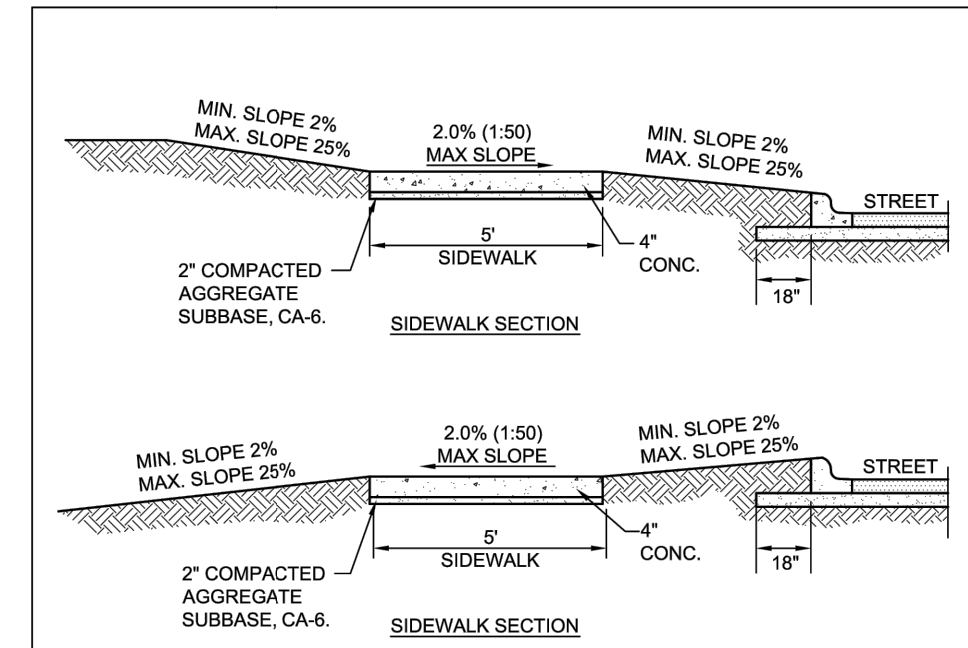 MIN. SLOPE 2%
MAX. SLOPE 25%
2.0% (1:50)
MAX SLOPE
MIN. SLOPE 2%
MAX. SLOPE 25%
STREET
5'
SIDEWALK
4"
CONC.
18"
2" COMPACTED
AGGREGATE
SUBBASE, CA-6.
SIDEWALK SECTION
MIN. SLOPE 2%
MAX. SLOPE 25%
2.0% (1:50)
MAX SLOPE
MIN. SLOPE 2%
MAX. SLOPE 25%
STREET
5'
SIDEWALK
4"
CONC.
18"
2" COMPACTED
AGGREGATE
SUBBASE, CA-6.
SIDEWALK SECTION